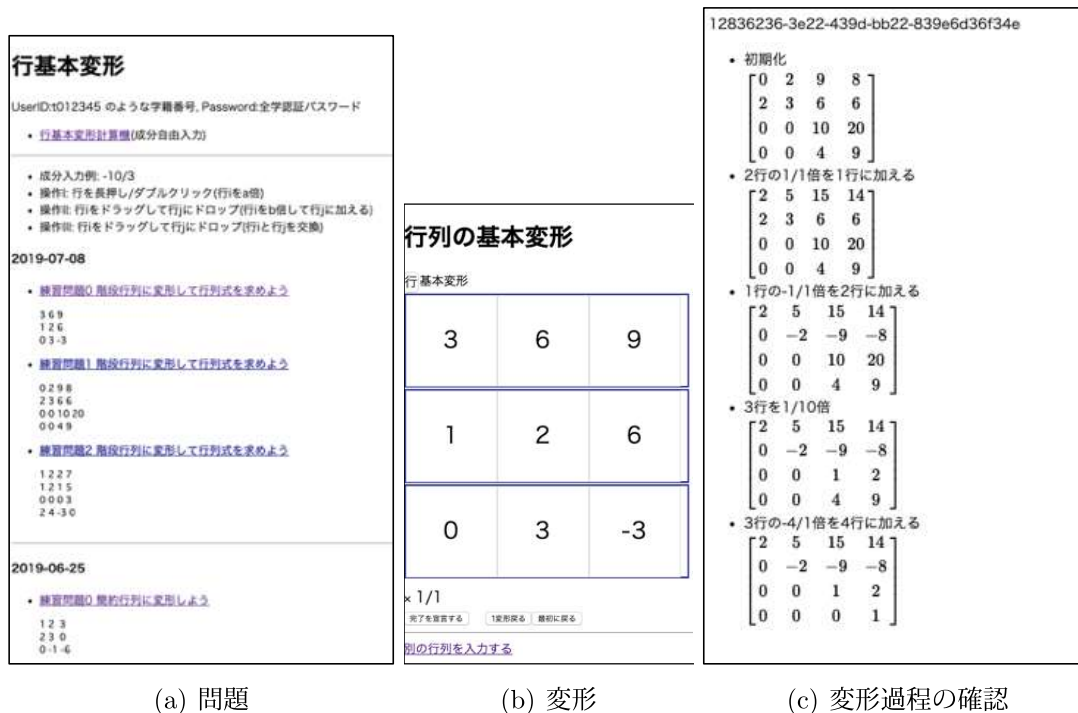 行基本変形
UserID:t012345 のような学籍番号, Password:全学認証パスワード
• 行基本変形計算機(成分自由入力)
• 成分入力例: -10/3
• 操作I: 行を長押し/ダブルクリック(行iをa倍)
• 操作II: 行iをドラッグして行jにドロップ(行iをb倍して行jに加える)
• 操作III: 行iをドラッグして行jにドロップ(行iと行jを交換)
2019-07-08
• 練習問題0 階段行列に変形して行列式を求めよう
3 6 9
1 2 6
0 3 -3
• 練習問題1 階段行列に変形して行列式を求めよう
0 2 9 8
2 3 6 6
0 0 10 20
0 0 4 9
• 練習問題2 階段行列に変形して行列式を求めよう
1 2 2 7
1 2 1 5
0 0 0 3
2 4 -3 0
2019-06-25
• 練習問題0 簡約行列に変形しよう
1 2 3
2 3 0
0 -1 -6
(a) 問題
行列の基本変形
行 基本変形
3 6 9
1 2 6
0 3 -3
× 1/1
完了を宣言する 1変形戻る 最初に戻る
別の行列を入力する
(b) 変形
12836236-3e22-439d-bb22-839e6d36f34e
• 初期化
0 2 9 8
2 3 6 6
0 0 10 20
0 0 4 9
• 2行の1/1倍を1行に加える
2 5 15 14
2 3 6 6
0 0 10 20
0 0 4 9
• 1行の-1/1倍を2行に加える
2 5 15 14
0 −2 −9 −8
0 0 10 20
0 0 4 9
• 3行を1/10倍
2 5 15 14
0 −2 −9 −8
0 0 1 2
0 0 4 9
• 3行の-4/1倍を4行に加える
2 5 15 14
0 −2 −9 −8
0 0 1 2
0 0 0 1
(c) 変形過程の確認